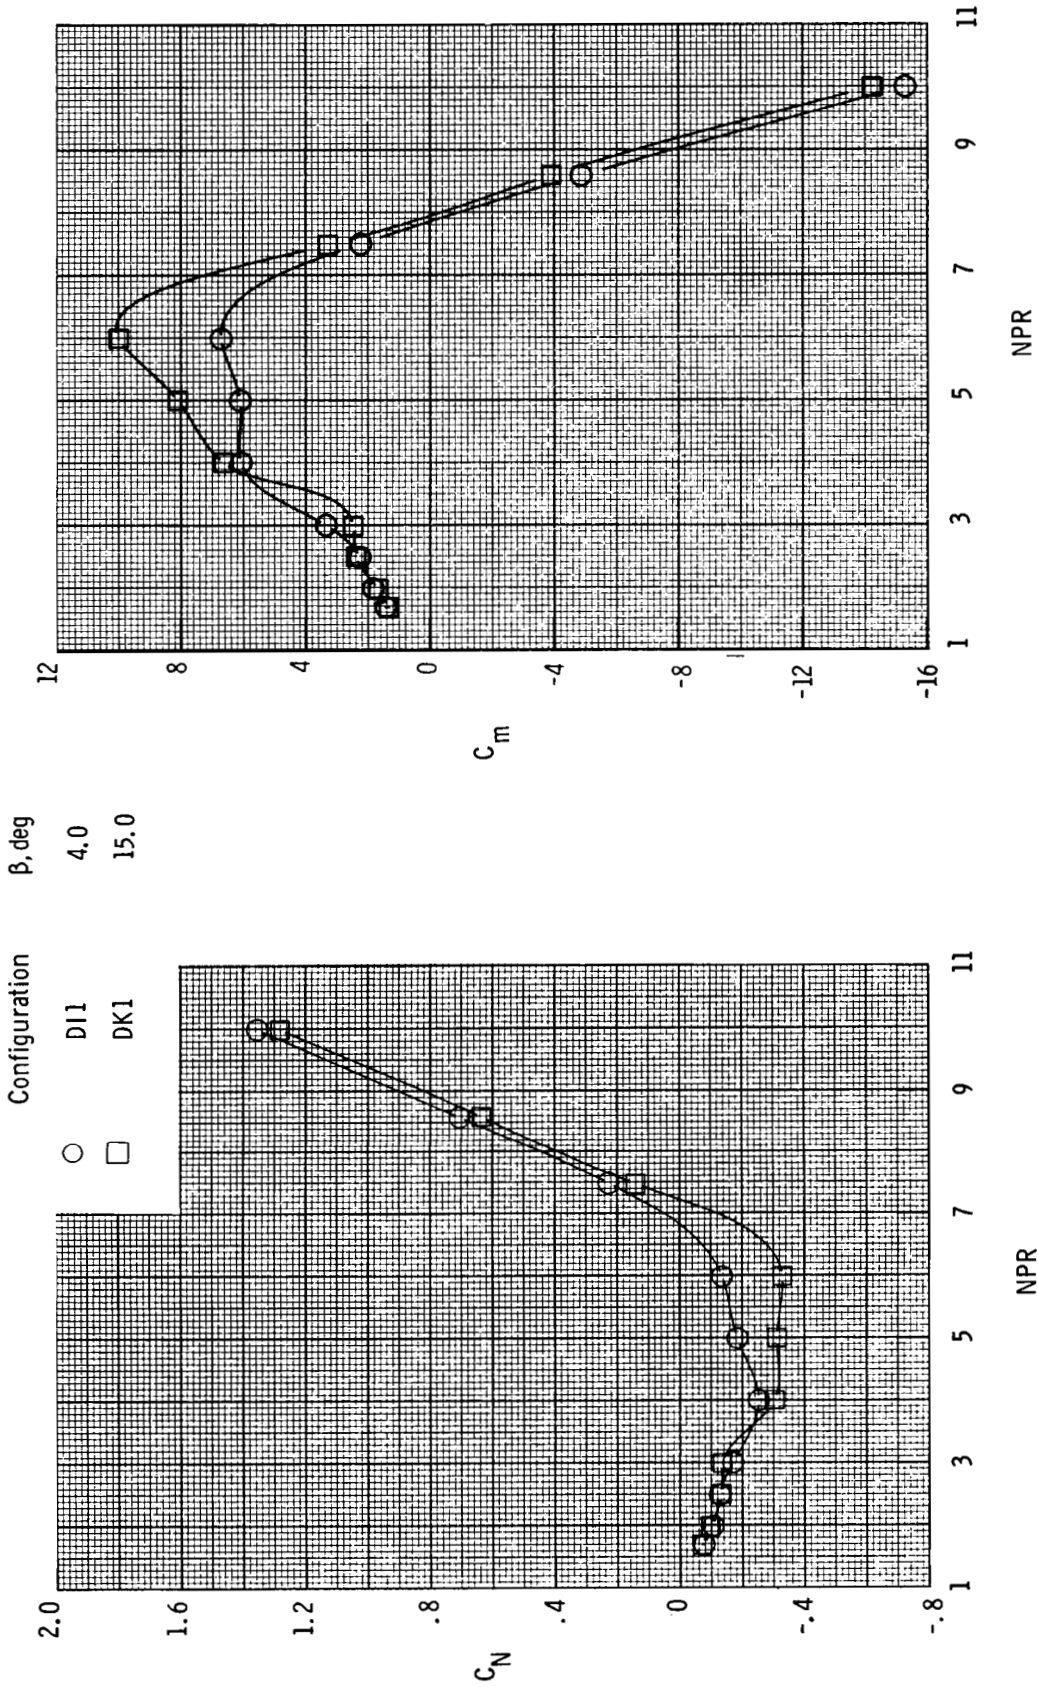 Configuration β, deg
DI1 4.0
DK1 15.0
2.0
1.6
1.2
.8
.4
0
-.4
-.8
C_N
1 3 5 7 9 11
NPR
12
8
4
0
-4
-8
-12
-16
C_m
1 3 5 7 9 11
NPR